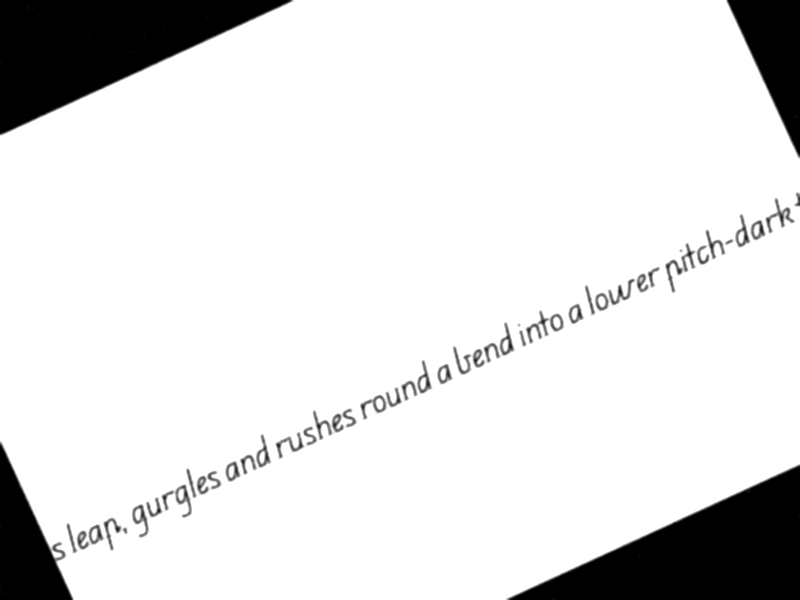 s leap, gurgles and rushes round a bend into a lower pitch-dark